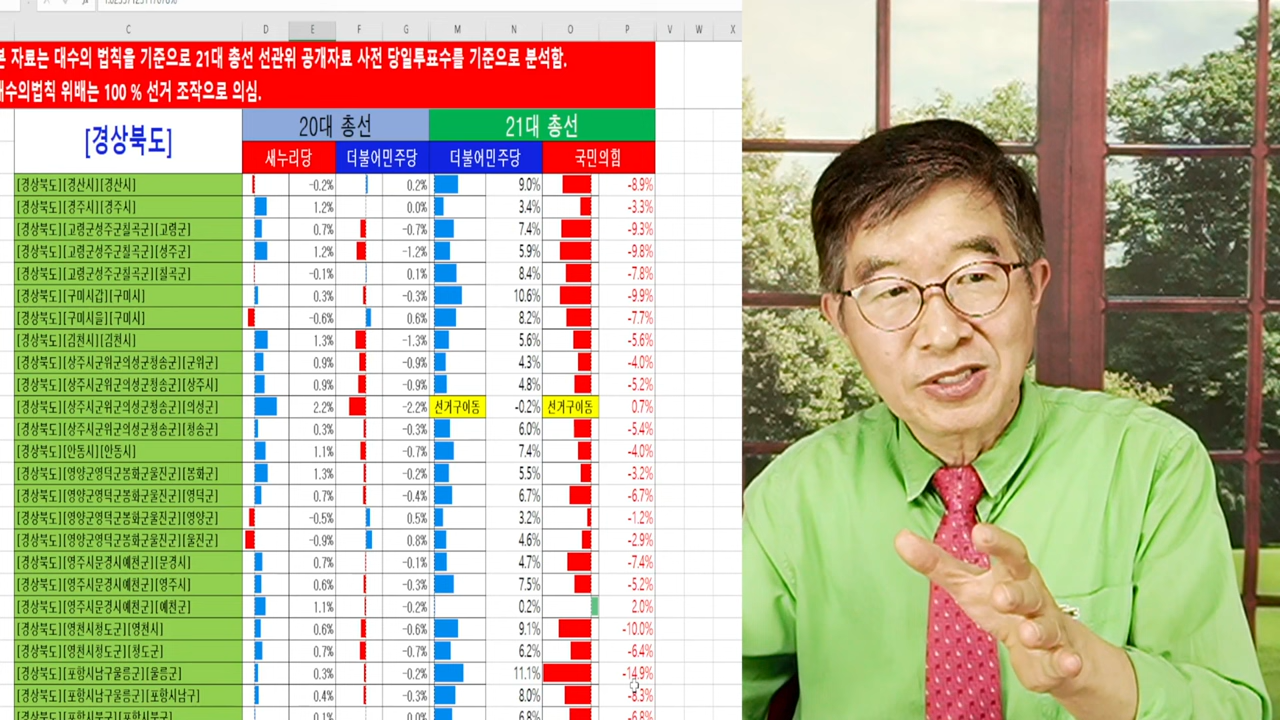 C D E F G M N O P V W X
본 자료는 대수의 법칙을 기준으로 21대 총선 선관위 공개자료 사전 당일투표수를 기준으로 분석함.
대수의법칙 위배는 100 % 선거 조작으로 의심.
[경상북도] 20대 총선 21대 총선
새누리당 더불어민주당 더불어민주당 국민의힘
[경상북도][경산시][경산시] -0.2% 0.2% 9.0% -8.9%
[경상북도][경주시][경주시] 1.2% 0.0% 3.4% -3.3%
[경상북도][고령군성주군칠곡군][고령군] 0.7% -0.7% 7.4% -9.3%
[경상북도][고령군성주군칠곡군][성주군] 1.2% -1.2% 5.9% -9.8%
[경상북도][고령군성주군칠곡군][칠곡군] -0.1% 0.1% 8.4% -7.8%
[경상북도][구미시갑][구미시] 0.3% -0.3% 10.6% -9.9%
[경상북도][구미시을][구미시] -0.6% 0.6% 8.2% -7.7%
[경상북도][김천시][김천시] 1.3% -1.3% 5.6% -5.6%
[경상북도][상주시군위군의성군청송군][군위군] 0.9% -0.9% 4.3% -4.0%
[경상북도][상주시군위군의성군청송군][상주시] 0.9% -0.9% 4.8% -5.2%
[경상북도][상주시군위군의성군청송군][의성군] 2.2% -2.2% 선거구이동 -0.2% 선거구이동 0.7%
[경상북도][상주시군위군의성군청송군][청송군] 0.3% -0.3% 6.0% -5.4%
[경상북도][안동시][안동시] 1.1% -0.7% 7.4% -4.0%
[경상북도][영양군영덕군봉화군울진군][봉화군] 1.3% -0.2% 5.5% -3.2%
[경상북도][영양군영덕군봉화군울진군][영덕군] 0.7% -0.4% 6.7% -6.7%
[경상북도][영양군영덕군봉화군울진군][영양군] -0.5% 0.5% 3.2% -1.2%
[경상북도][영양군영덕군봉화군울진군][울진군] -0.9% 0.8% 4.6% -2.9%
[경상북도][영주시문경시예천군][문경시] 0.7% -0.1% 4.7% -7.4%
[경상북도][영주시문경시예천군][영주시] 0.6% -0.3% 7.5% -5.2%
[경상북도][영주시문경시예천군][예천군] 1.1% -0.2% 0.2% 2.0%
[경상북도][영천시청도군][영천시] 0.6% -0.6% 9.1% -10.0%
[경상북도][영천시청도군][청도군] 0.7% -0.7% 6.2% -6.4%
[경상북도][포항시남구울릉군][울릉군] 0.3% -0.2% 11.1% -14.9%
[경상북도][포항시남구울릉군][포항시남구] 0.4% -0.3% 8.0% -8.3%
[경상북도][포항시북구][포항시북구] 0.1% 0.0% 6.8% -6.8%